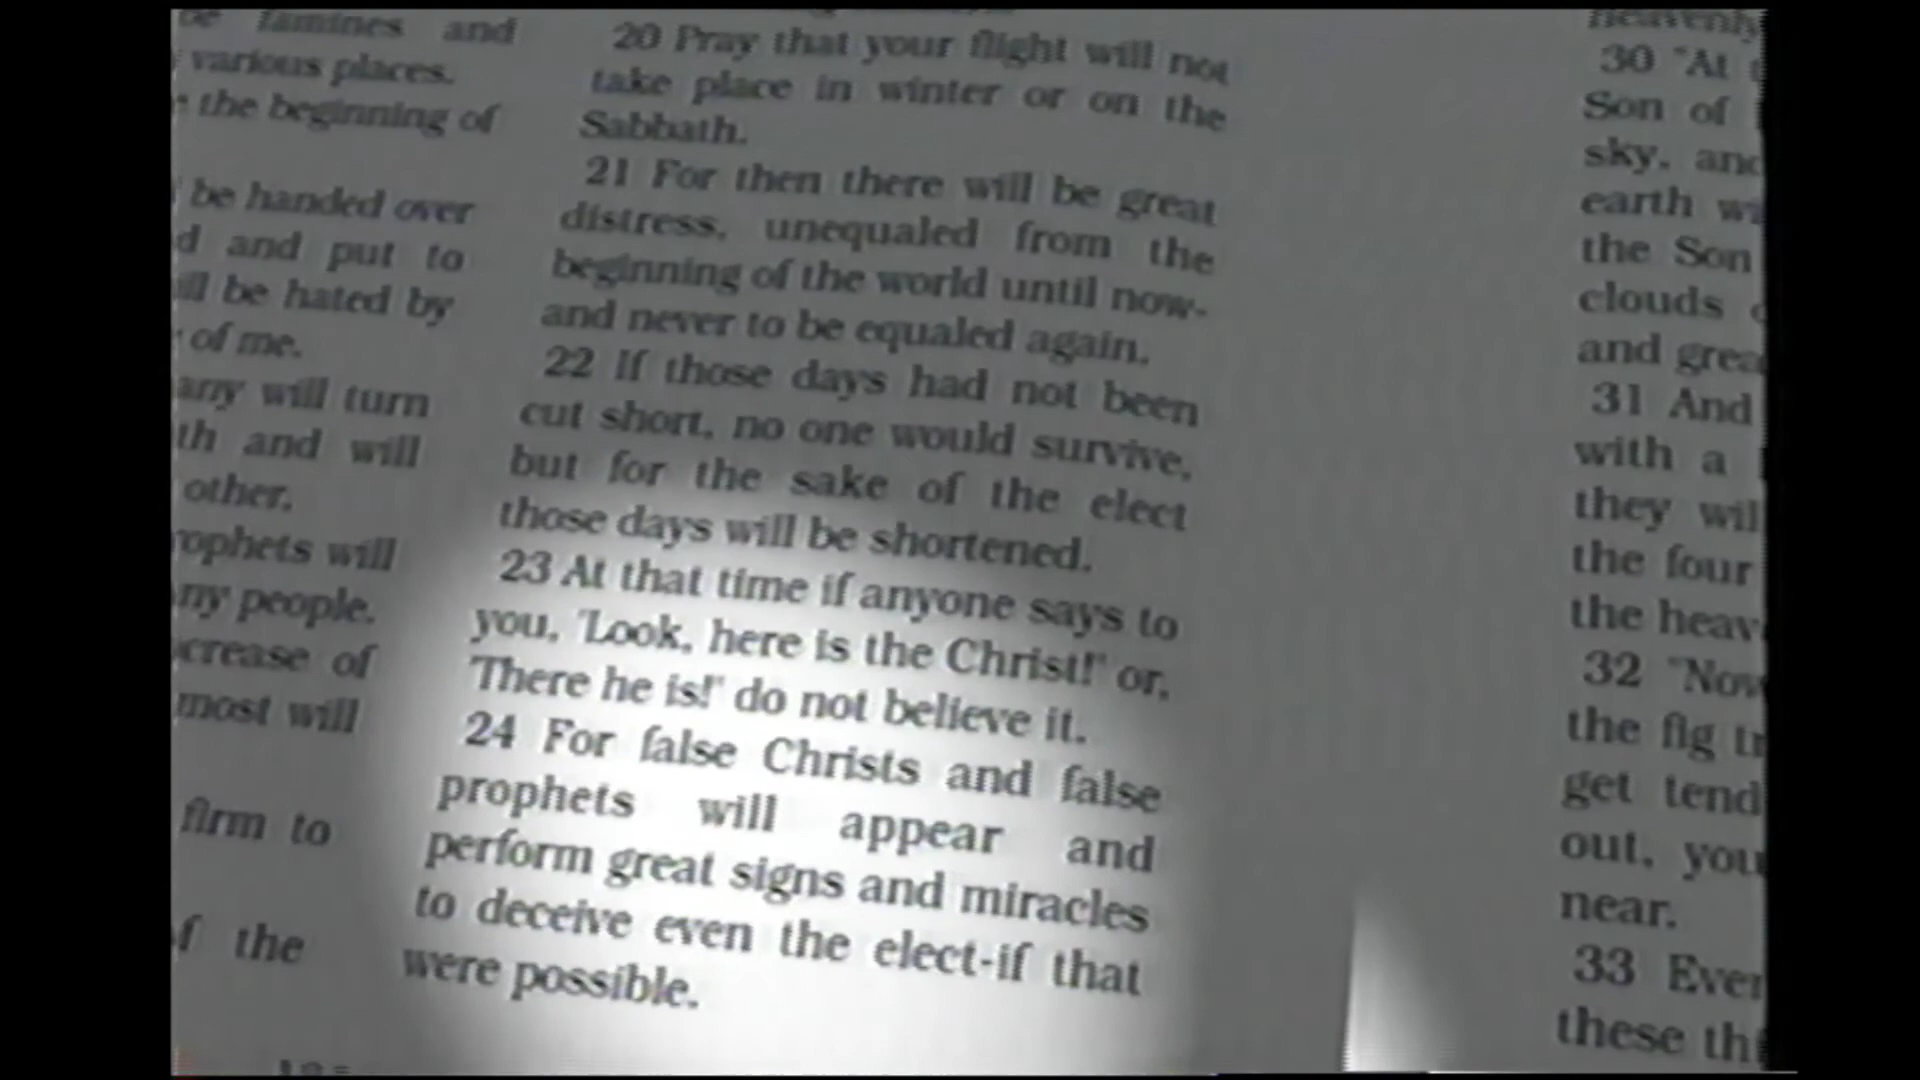 be famines and
various places.
the beginning of
be handed over
d and put to
ill be hated by
of me.
any will turn
th and will
other,
rophets will
ny people.
crease of
most will
firm to
of the
20 Pray that your flight will not
take place in winter or on the
Sabbath.
21 For then there will be great
distress, unequaled from the
beginning of the world until now-
and never to be equaled again.
22 If those days had not been
cut short, no one would survive,
but for the sake of the elect
those days will be shortened.
23 At that time if anyone says to
you, 'Look, here is the Christ!' or,
'There he is!' do not believe it.
24 For false Christs and false
prophets will appear and
perform great signs and miracles
to deceive even the elect-if that
were possible.
heavenly
30 "At
Son of
sky, and
earth wi
the Son
clouds
and grea
31 And
with a
they wil
the four
the heav
32 "Now
the fig tr
get tend
out, you
near.
33 Even
these th